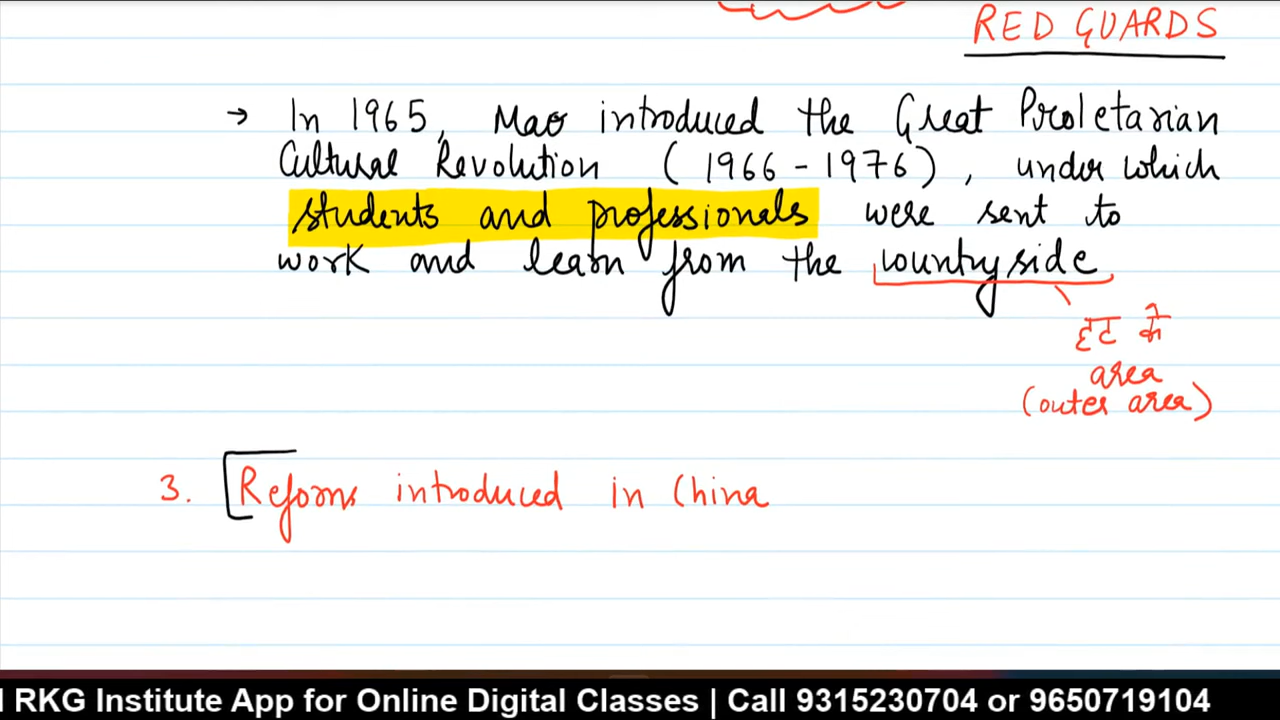 RED GUARDS
→ In 1965, Mao introduced the Great Proletarian
Cultural Revolution (1966 - 1976), under which
students and professionals were sent to
work and learn from the countryside
हट के
area
(outer area)
3. [Reforms introduced in China
RKG Institute App for Online Digital Classes | Call 9315230704 or 9650719104